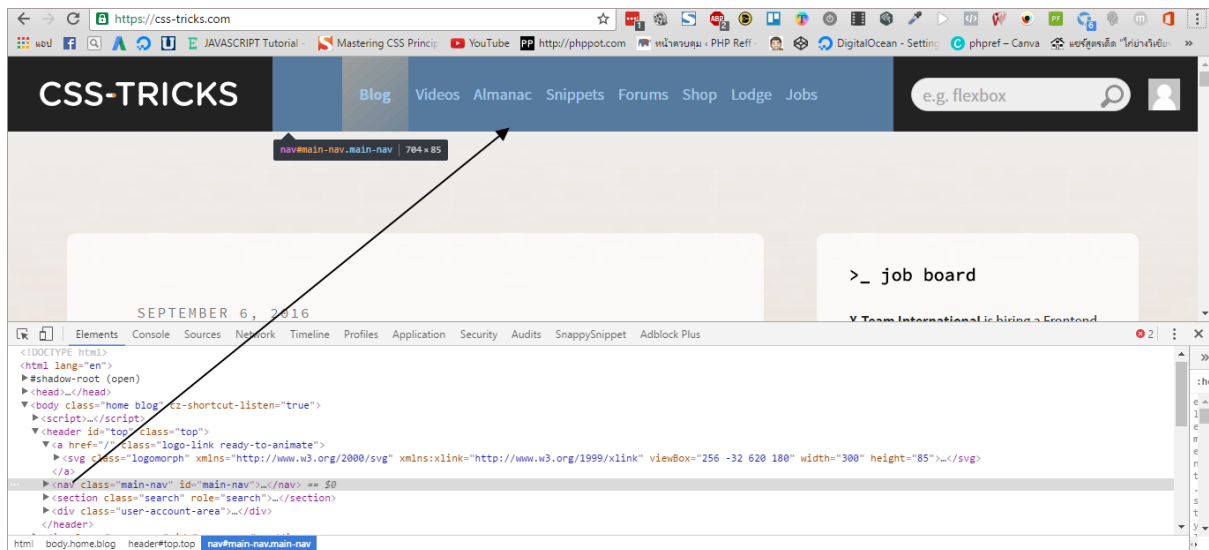 https://css-tricks.com
แอป E JAVASCRIPT Tutorial - Mastering CSS Princip YouTube PP http://phppot.com หน้าควบคุม ‹ PHP Reff - DigitalOcean - Setting C phpref – Canva »
CSS-TRICKS Blog Videos Almanac Snippets Forums Shop Lodge Jobs e.g. flexbox
nav#main-nav.main-nav | 704×85
>_ job board
SEPTEMBER 6, 2016
X-Team International is hiring a Frontend
Elements Console Sources Network Timeline Profiles Application Security Audits SnappySnippet Adblock Plus 2
<!DOCTYPE html>
<html lang="en">
#shadow-root (open)
<head>…</head>
<body class="home blog" cz-shortcut-listen="true">
<script>…</script>
<header id="top" class="top">
<a href="/" class="logo-link ready-to-animate">
<svg class="logomorph" xmlns="http://www.w3.org/2000/svg" xmlns:xlink="http://www.w3.org/1999/xlink" viewBox="256 -32 620 180" width="300" height="85">…</svg>
</a>
<nav class="main-nav" id="main-nav">…</nav> == $0
<section class="search" role="search">…</section>
<div class="user-account-area">…</div>
</header>
html body.home.blog header#top.top nav#main-nav.main-nav